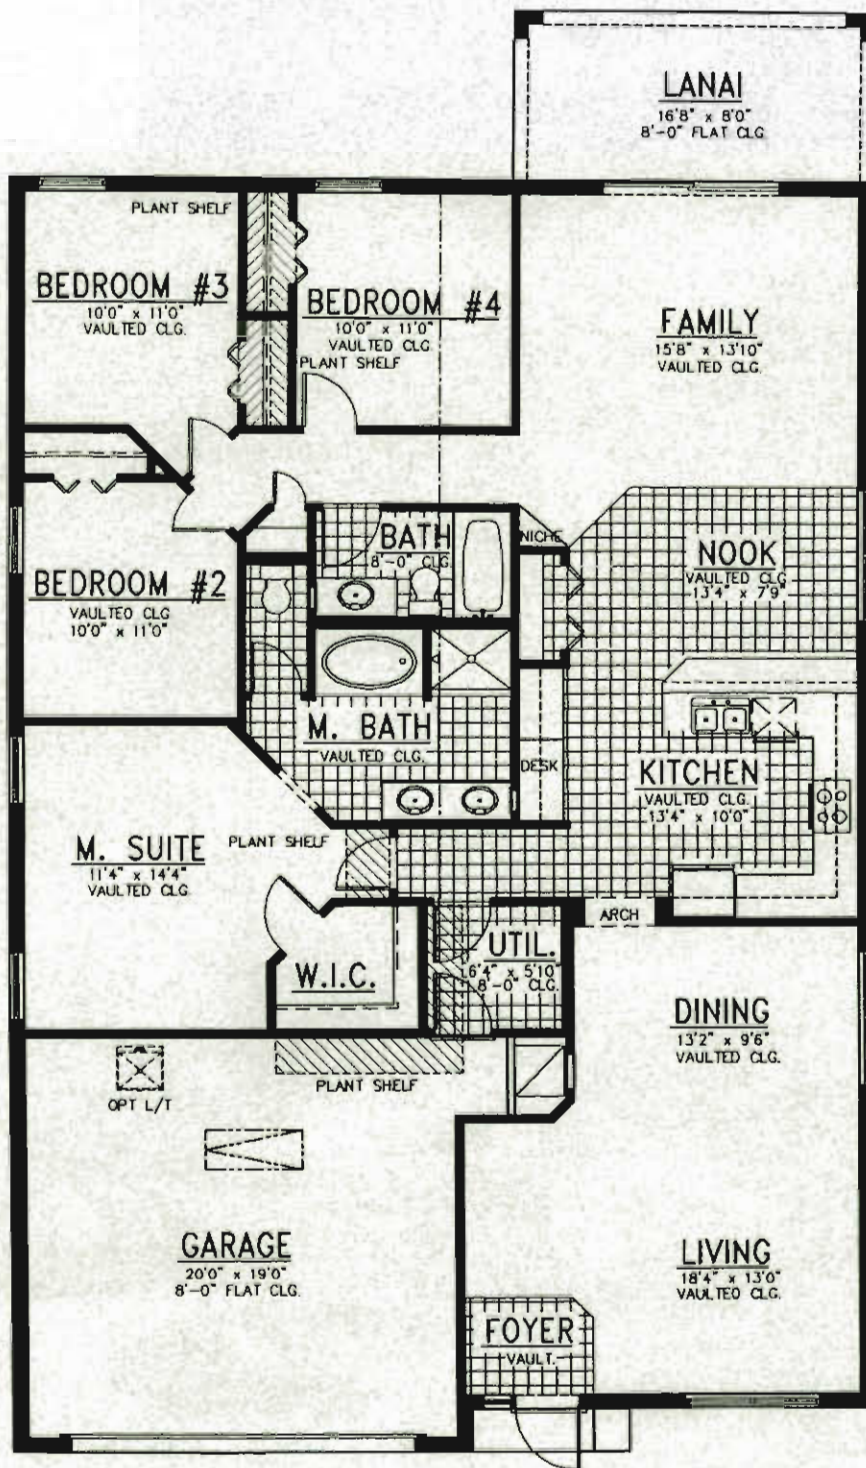 LANAI
16'8" x 8'0"
8'-0" FLAT CLG
PLANT SHELF
BEDROOM #3
10'0" x 11'0"
VAULTED CLG.
BEDROOM #4
10'0" x 11'0"
VAULTED CLG
PLANT SHELF
FAMILY
15'8" x 13'10"
VAULTED CLG.
BATH
8'-0" CLG.
NICHE
NOOK
VAULTED CLG
13'4" x 7'9"
BEDROOM #2
VAULTED CLG
10'0" x 11'0"
M. BATH
VAULTED CLG.
DESK
KITCHEN
VAULTED CLG.
13'4" x 10'0"
M. SUITE
11'4" x 14'4"
VAULTED CLG.
PLANT SHELF
ARCH
W.I.C.
UTIL.
6'4" x 5'10"
8'-0" CLG.
DINING
13'2" x 9'6"
VAULTED CLG.
OPT L/T
PLANT SHELF
GARAGE
20'0" x 19'0"
8'-0" FLAT CLG.
LIVING
18'4" x 13'0"
VAULTED CLG.
FOYER
VAULT.